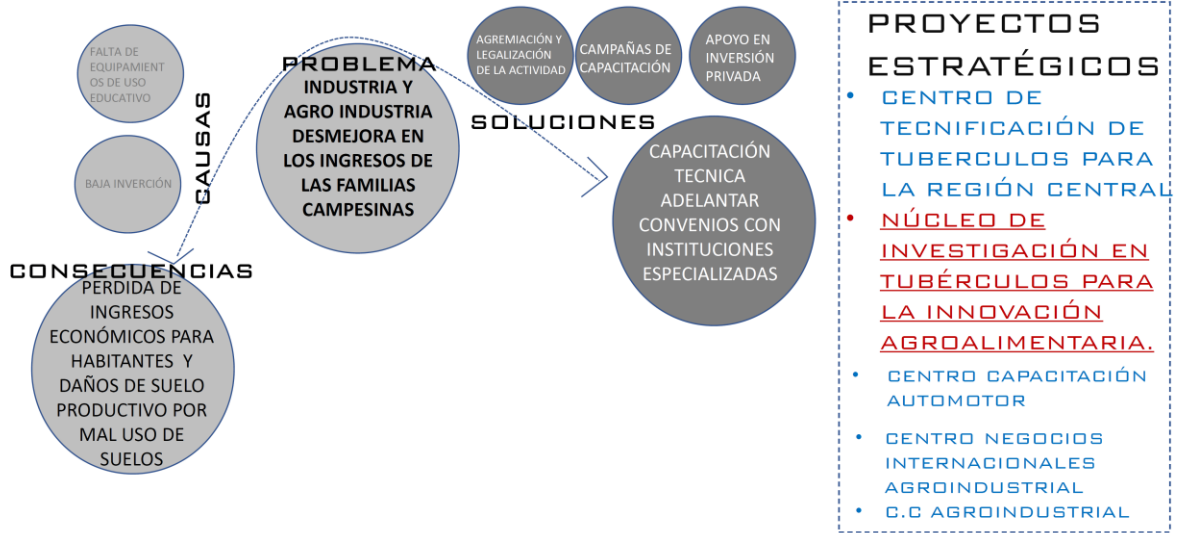 FALTA DE
EQUIPAMIENT
OS DE USO
EDUCATIVO
BAJA INVERCIÓN
CAUSAS
CONSECUENCIAS
PERDIDA DE
INGRESOS
ECONÓMICOS PARA
HABITANTES Y
DAÑOS DE SUELO
PRODUCTIVO POR
MAL USO DE
SUELOS
PROBLEMA
INDUSTRIA Y
AGRO INDUSTRIA
DESMEJORA EN
LOS INGRESOS DE
LAS FAMILIAS
CAMPESINAS
AGREMIACIÓN Y
LEGALIZACIÓN
DE LA ACTIVIDAD
CAMPAÑAS DE
CAPACITACIÓN
APOYO EN
INVERSIÓN
PRIVADA
SOLUCIONES
CAPACITACIÓN
TECNICA
ADELANTAR
CONVENIOS CON
INSTITUCIONES
ESPECIALIZADAS
PROYECTOS
ESTRATÉGICOS
• CENTRO DE
TECNIFICACIÓN DE
TUBERCULOS PARA
LA REGIÓN CENTRAL
• NÚCLEO DE
INVESTIGACIÓN EN
TUBÉRCULOS PARA
LA INNOVACIÓN
AGROALIMENTARIA.
• CENTRO CAPACITACIÓN
AUTOMOTOR
• CENTRO NEGOCIOS
INTERNACIONALES
AGROINDUSTRIAL
• C.C AGROINDUSTRIAL